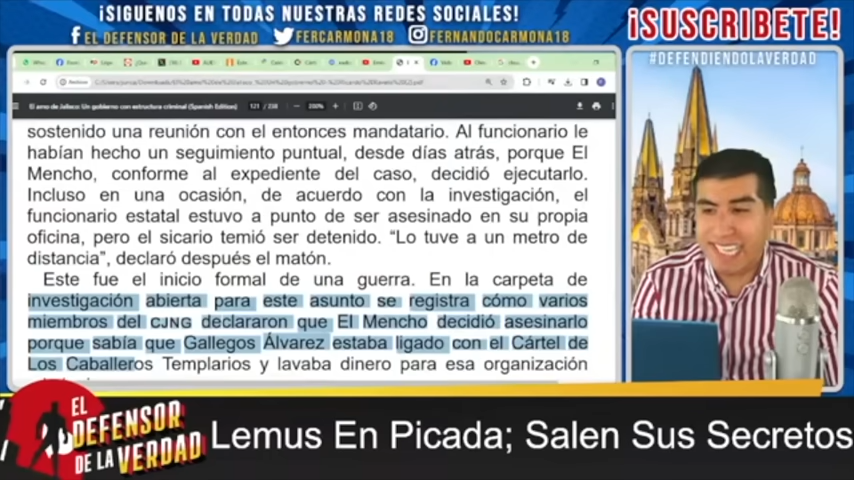 ¡SIGUENOS EN TODAS NUESTRAS REDES SOCIALES!
EL DEFENSOR DE LA VERDAD
FERCARMONA18
FERNANDOCARMONA18
¡SUSCRIBETE!
#DEFENDIENDOLAVERDAD
El amo de Jalisco: Un gobierno con estructura criminal (Spanish Edition)
200%
sostenido una reunión con el entonces mandatario. Al funcionario le
habían hecho un seguimiento puntual, desde días atrás, porque El
Mencho, conforme al expediente del caso, decidió ejecutarlo.
Incluso en una ocasión, de acuerdo con la investigación, el
funcionario estatal estuvo a punto de ser asesinado en su propia
oficina, pero el sicario temió ser detenido. “Lo tuve a un metro de
distancia”, declaró después el matón.
Este fue el inicio formal de una guerra. En la carpeta de
investigación abierta para este asunto se registra cómo varios
miembros del CJNG declararon que El Mencho decidió asesinarlo
porque sabía que Gallegos Álvarez estaba ligado con el Cártel de
Los Caballeros Templarios y lavaba dinero para esa organización
EL
DEFENSOR
DE LA VERDAD
Lemus En Picada; Salen Sus Secretos